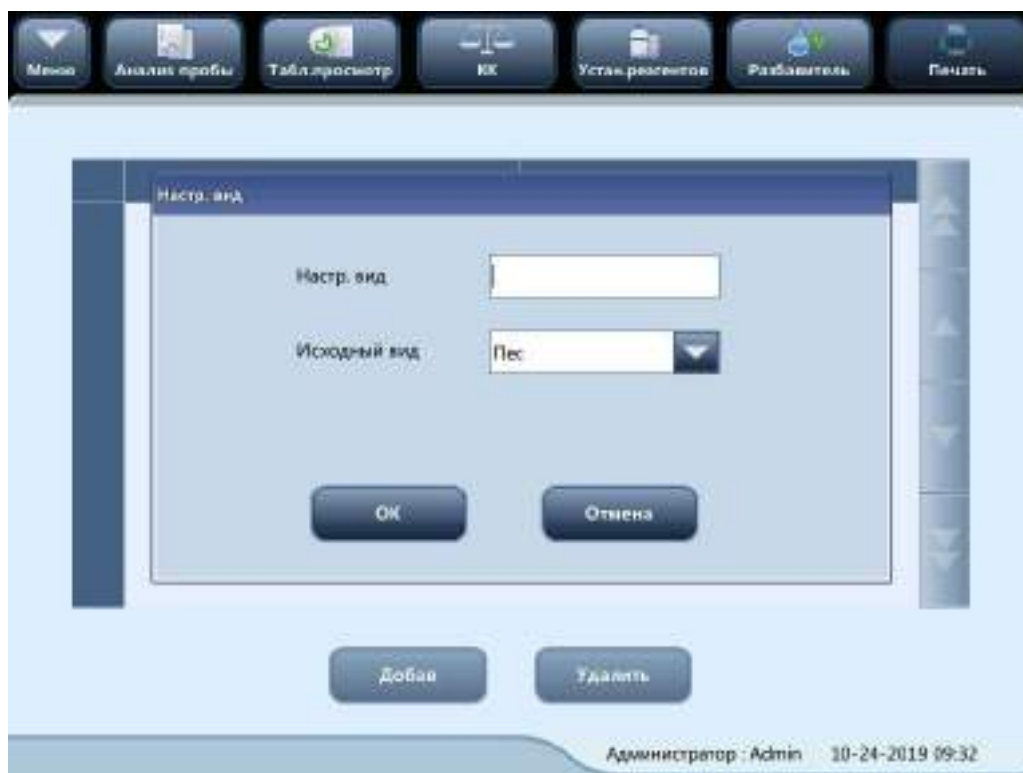 Меню
Анализ пробы
Табл.просмотр
КК
Устан.реагентов
Разбавитель
Печать
Настр. вид
Настр. вид
Исходный вид
Пес
ОК
Отмена
Добав
Удалить
Администратор : Admin 10-24-2019 09:32